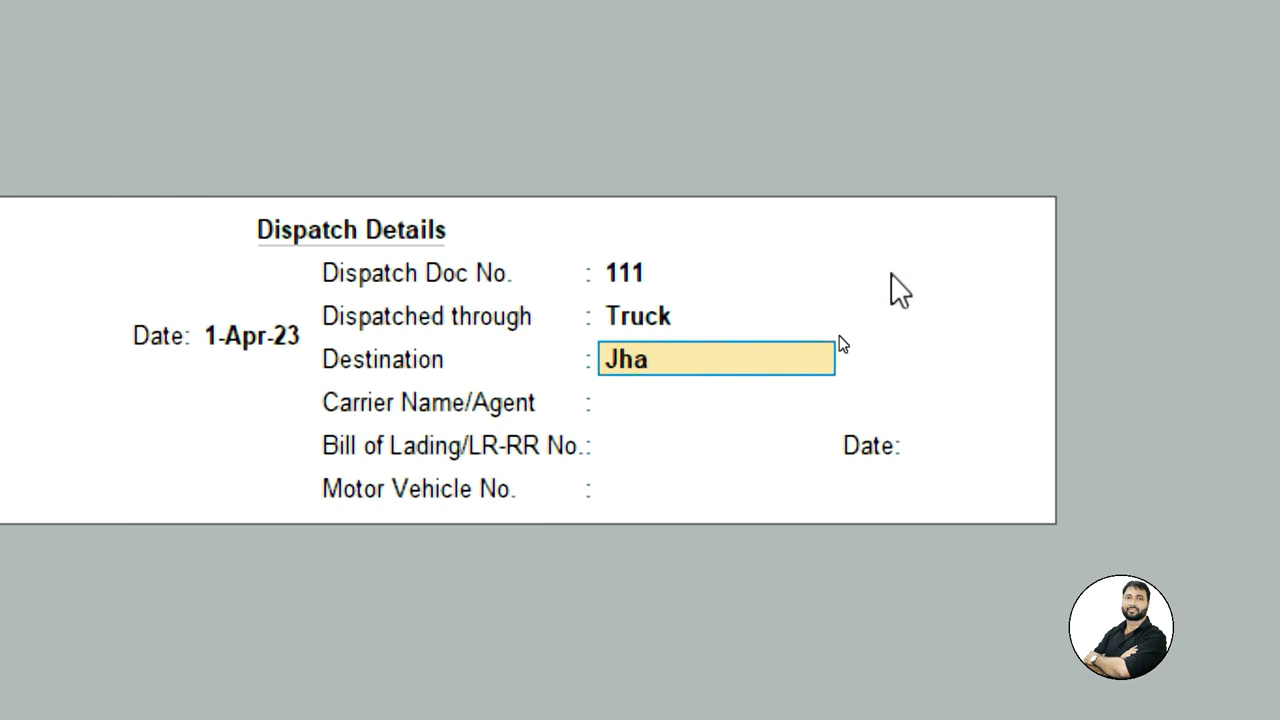 Dispatch Details
Dispatch Doc No. : 111
Date: 1-Apr-23
Dispatched through : Truck
Destination : Jha
Carrier Name/Agent :
Bill of Lading/LR-RR No.: Date:
Motor Vehicle No. :